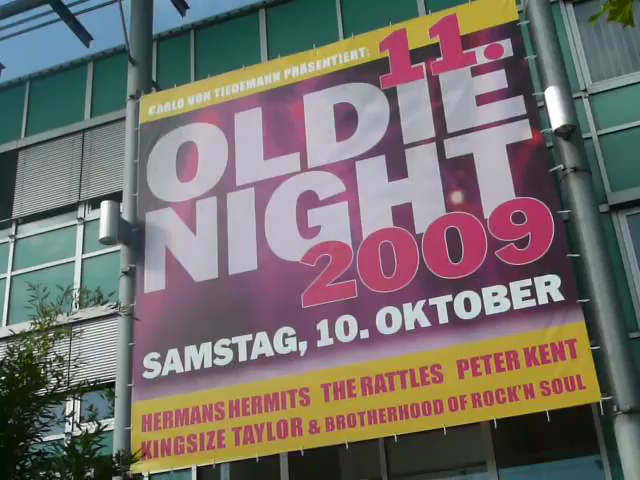 CARLO VON TIEDEMANN PRÄSENTIERT:
11.
OLDIE
NIGHT
2009
SAMSTAG, 10. OKTOBER
HERMANS HERMITS THE RATTLES PETER KENT
KINGSIZE TAYLOR & BROTHERHOOD OF ROCK'N SOUL